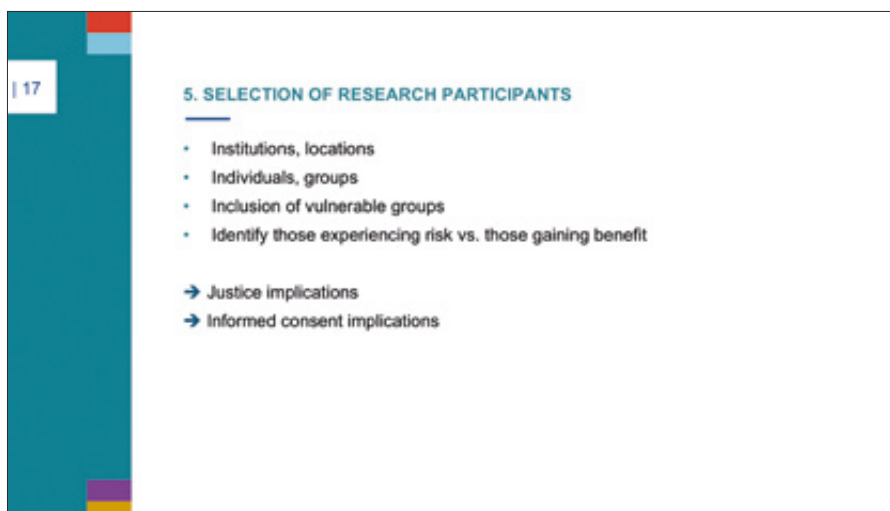 | 17
5. SELECTION OF RESEARCH PARTICIPANTS
• Institutions, locations
• Individuals, groups
• Inclusion of vulnerable groups
• Identify those experiencing risk vs. those gaining benefit
➔ Justice implications
➔ Informed consent implications